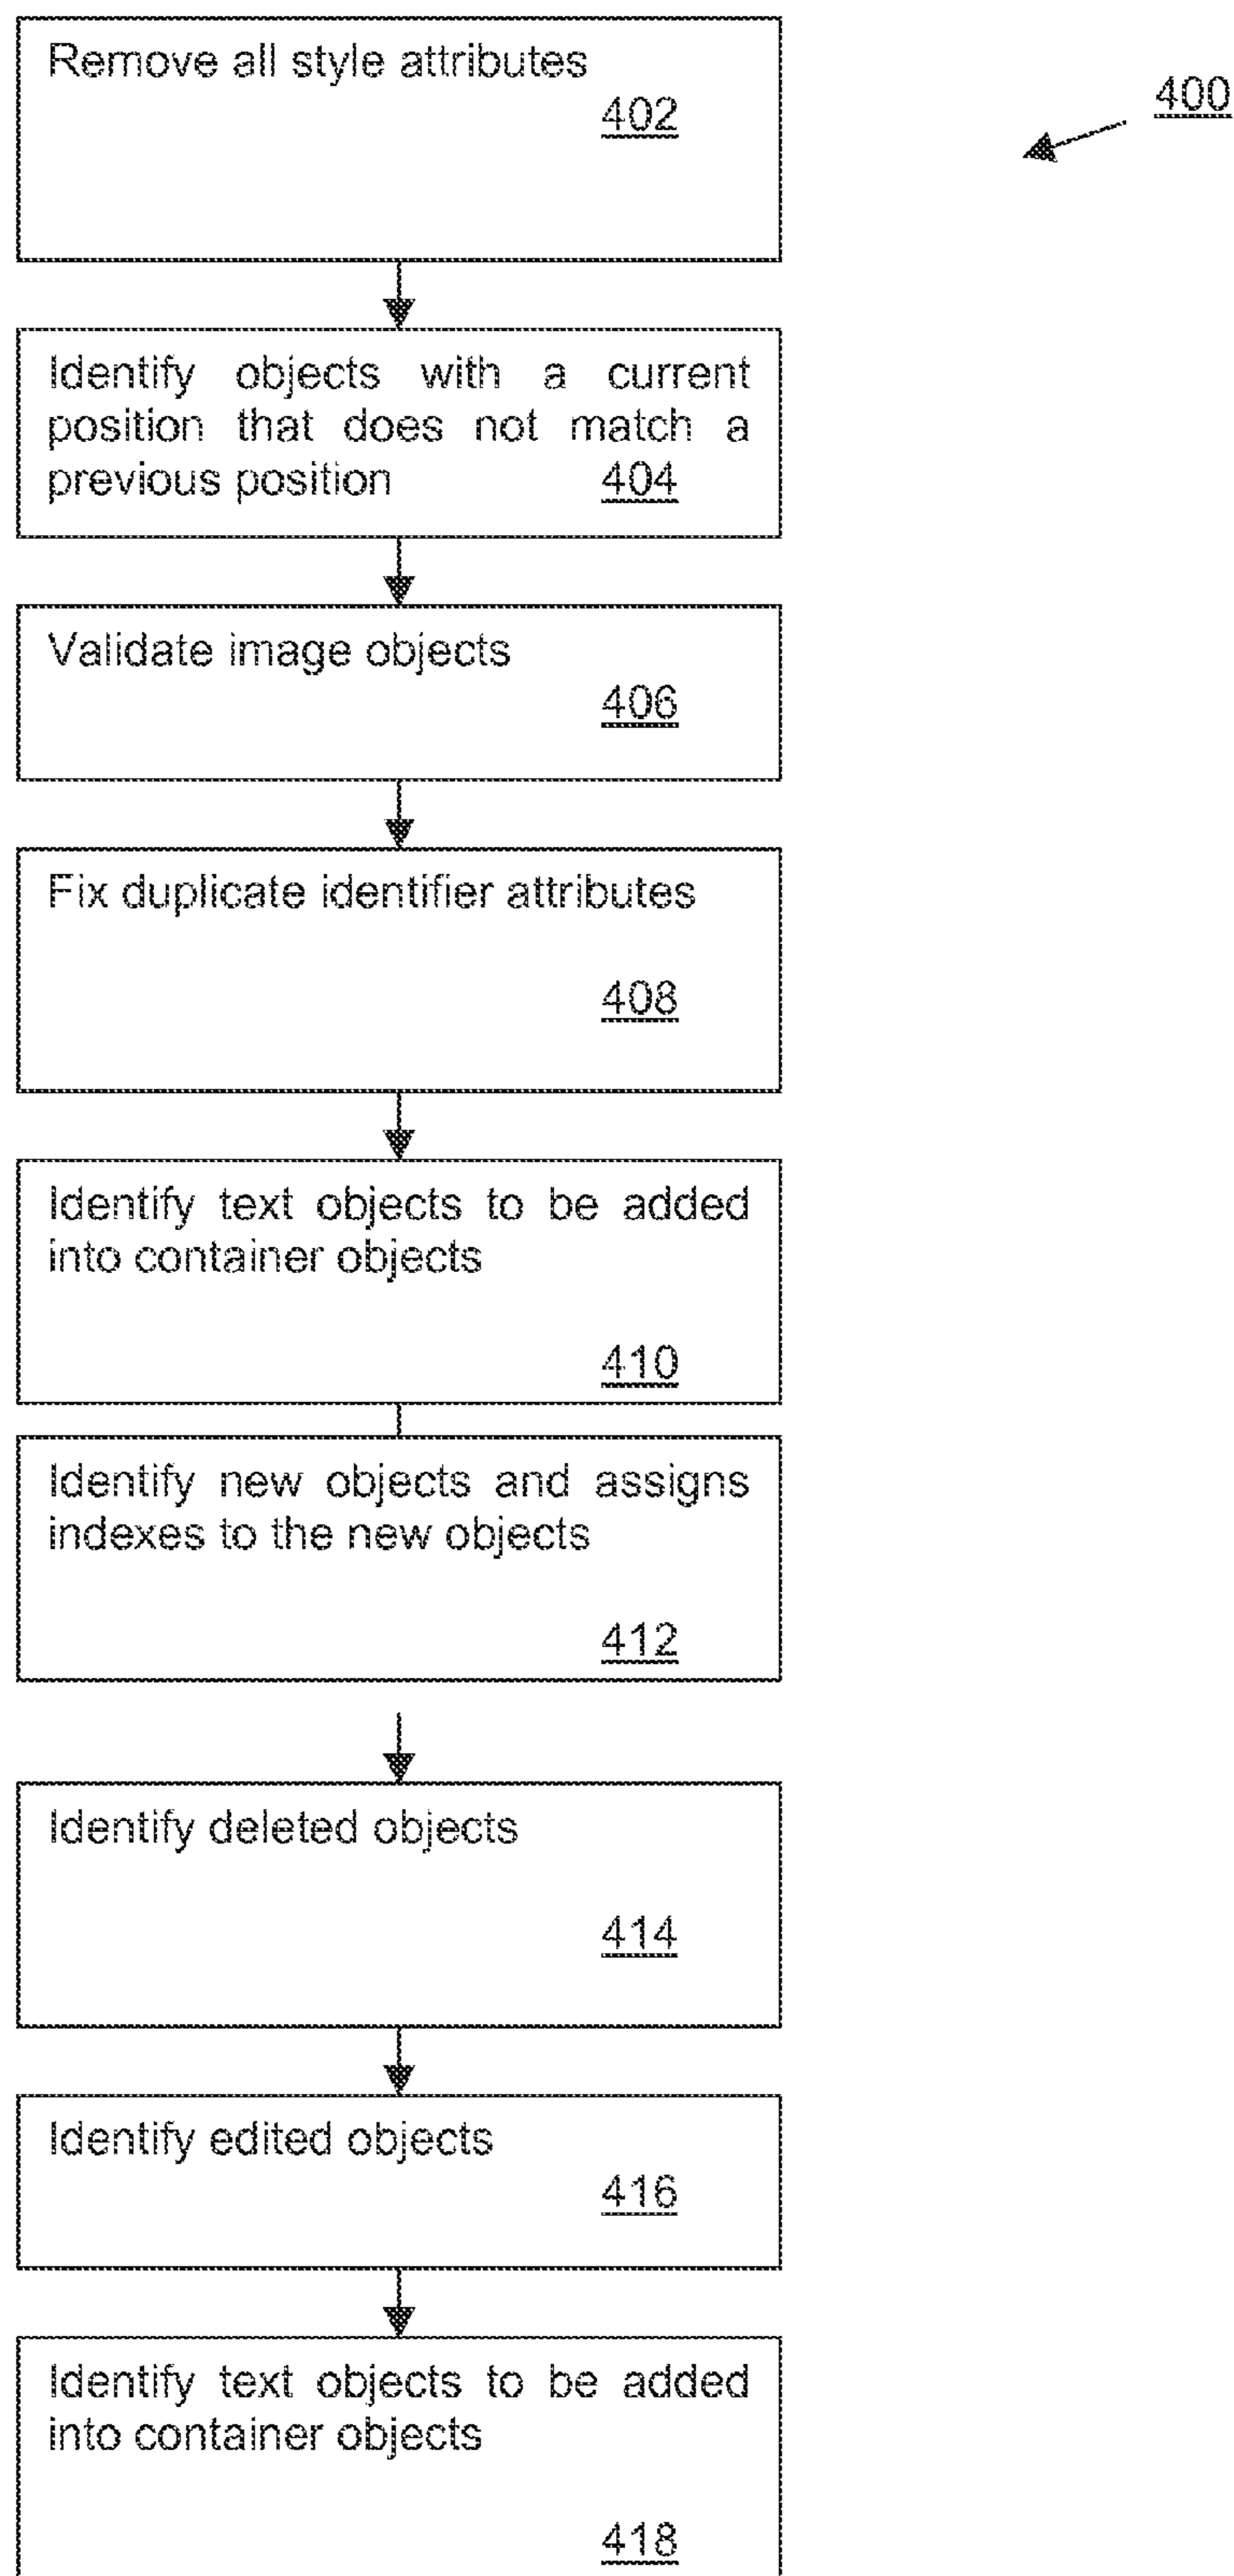 Remove all style attributes
402
400
Identify objects with a current
position that does not match a
previous position 404
Validate image objects
406
Fix duplicate identifier attributes
408
Identify text objects to be added
into container objects
410
Identify new objects and assigns
indexes to the new objects
412
Identify deleted objects
414
Identify edited objects
416
Identify text objects to be added
into container objects
418